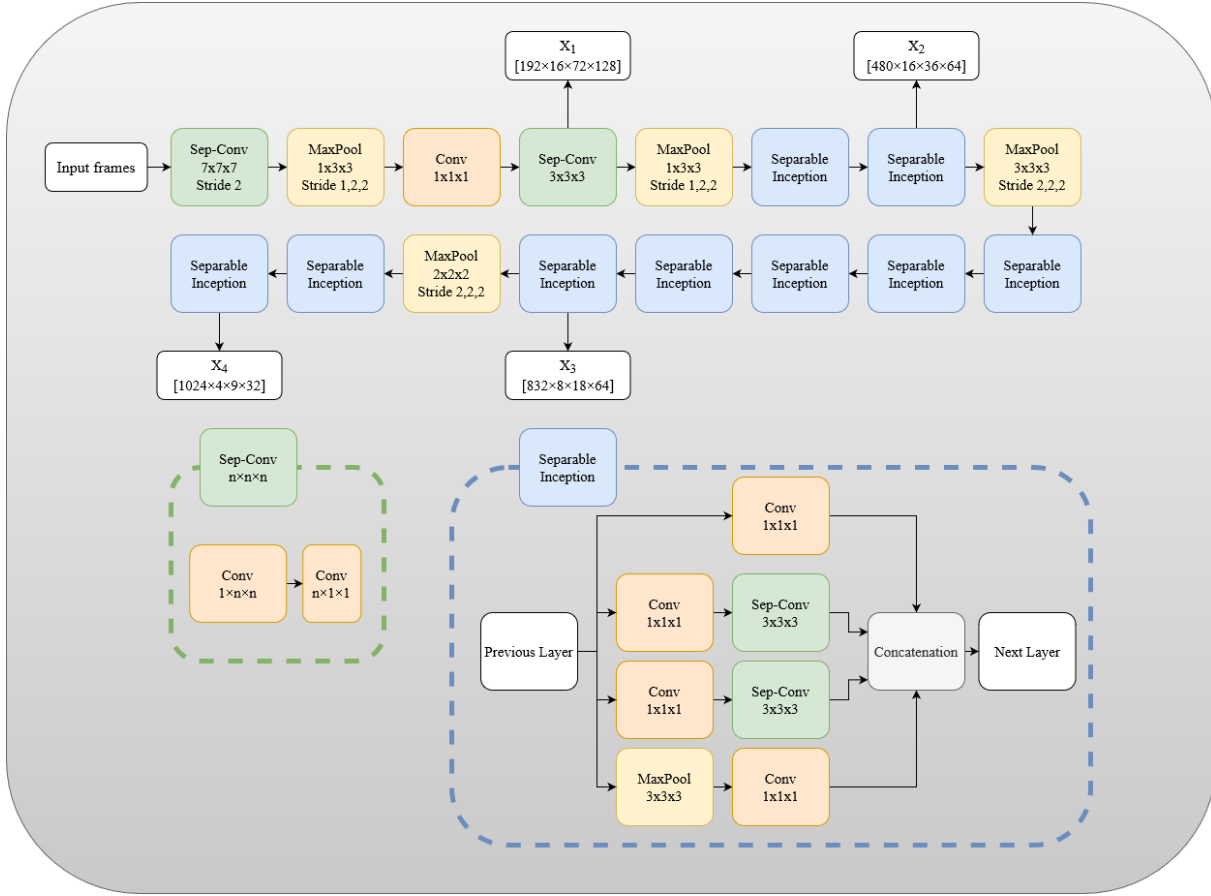 X₁
[192×16×72×128]
X₂
[480×16×36×64]
Input frames
Sep-Conv
7x7x7
Stride 2
MaxPool
1x3x3
Stride 1,2,2
Conv
1x1x1
Sep-Conv
3x3x3
MaxPool
1x3x3
Stride 1,2,2
Separable
Inception
Separable
Inception
MaxPool
3x3x3
Stride 2,2,2
Separable
Inception
Separable
Inception
MaxPool
2x2x2
Stride 2,2,2
Separable
Inception
Separable
Inception
Separable
Inception
Separable
Inception
Separable
Inception
X₄
[1024×4×9×32]
X₃
[832×8×18×64]
Sep-Conv
n×n×n
Conv
1×n×n
Conv
n×1×1
Separable
Inception
Conv
1x1x1
Previous Layer
Conv
1x1x1
Sep-Conv
3x3x3
Conv
1x1x1
Sep-Conv
3x3x3
MaxPool
3x3x3
Conv
1x1x1
Concatenation
Next Layer